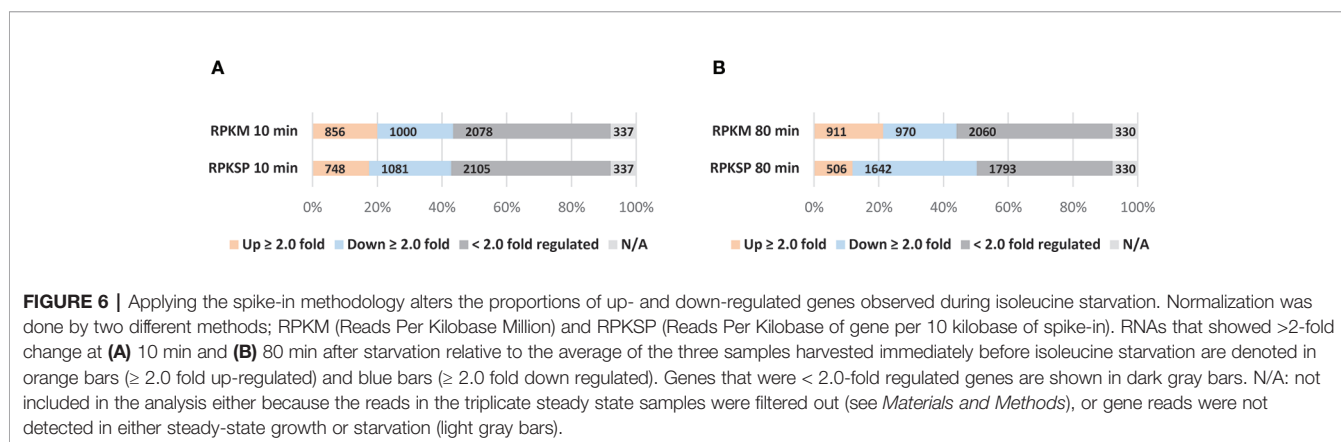 A
RPKM 10 min 856 1000 2078 337
RPKSP 10 min 748 1081 2105 337
0% 20% 40% 60% 80% 100%
Up ≥ 2.0 fold Down ≥ 2.0 fold < 2.0 fold regulated N/A
B
RPKM 80 min 911 970 2060 330
RPKSP 80 min 506 1642 1793 330
0% 20% 40% 60% 80% 100%
Up ≥ 2.0 fold Down ≥ 2.0 fold < 2.0 fold regulated N/A
FIGURE 6 | Applying the spike-in methodology alters the proportions of up- and down-regulated genes observed during isoleucine starvation. Normalization was
done by two different methods; RPKM (Reads Per Kilobase Million) and RPKSP (Reads Per Kilobase of gene per 10 kilobase of spike-in). RNAs that showed >2-fold
change at (A) 10 min and (B) 80 min after starvation relative to the average of the three samples harvested immediately before isoleucine starvation are denoted in
orange bars (≥ 2.0 fold up-regulated) and blue bars (≥ 2.0 fold down regulated). Genes that were < 2.0-fold regulated genes are shown in dark gray bars. N/A: not
included in the analysis either because the reads in the triplicate steady state samples were filtered out (see Materials and Methods), or gene reads were not
detected in either steady-state growth or starvation (light gray bars).